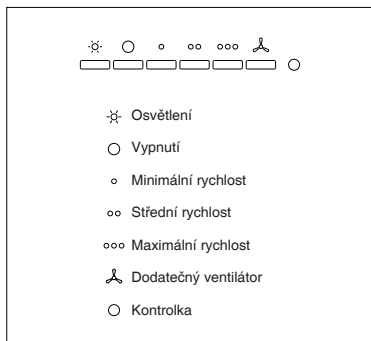 Osvětlení
Vypnutí
Minimální rychlost
Střední rychlost
Maximální rychlost
Dodatečný ventilátor
Kontrolka